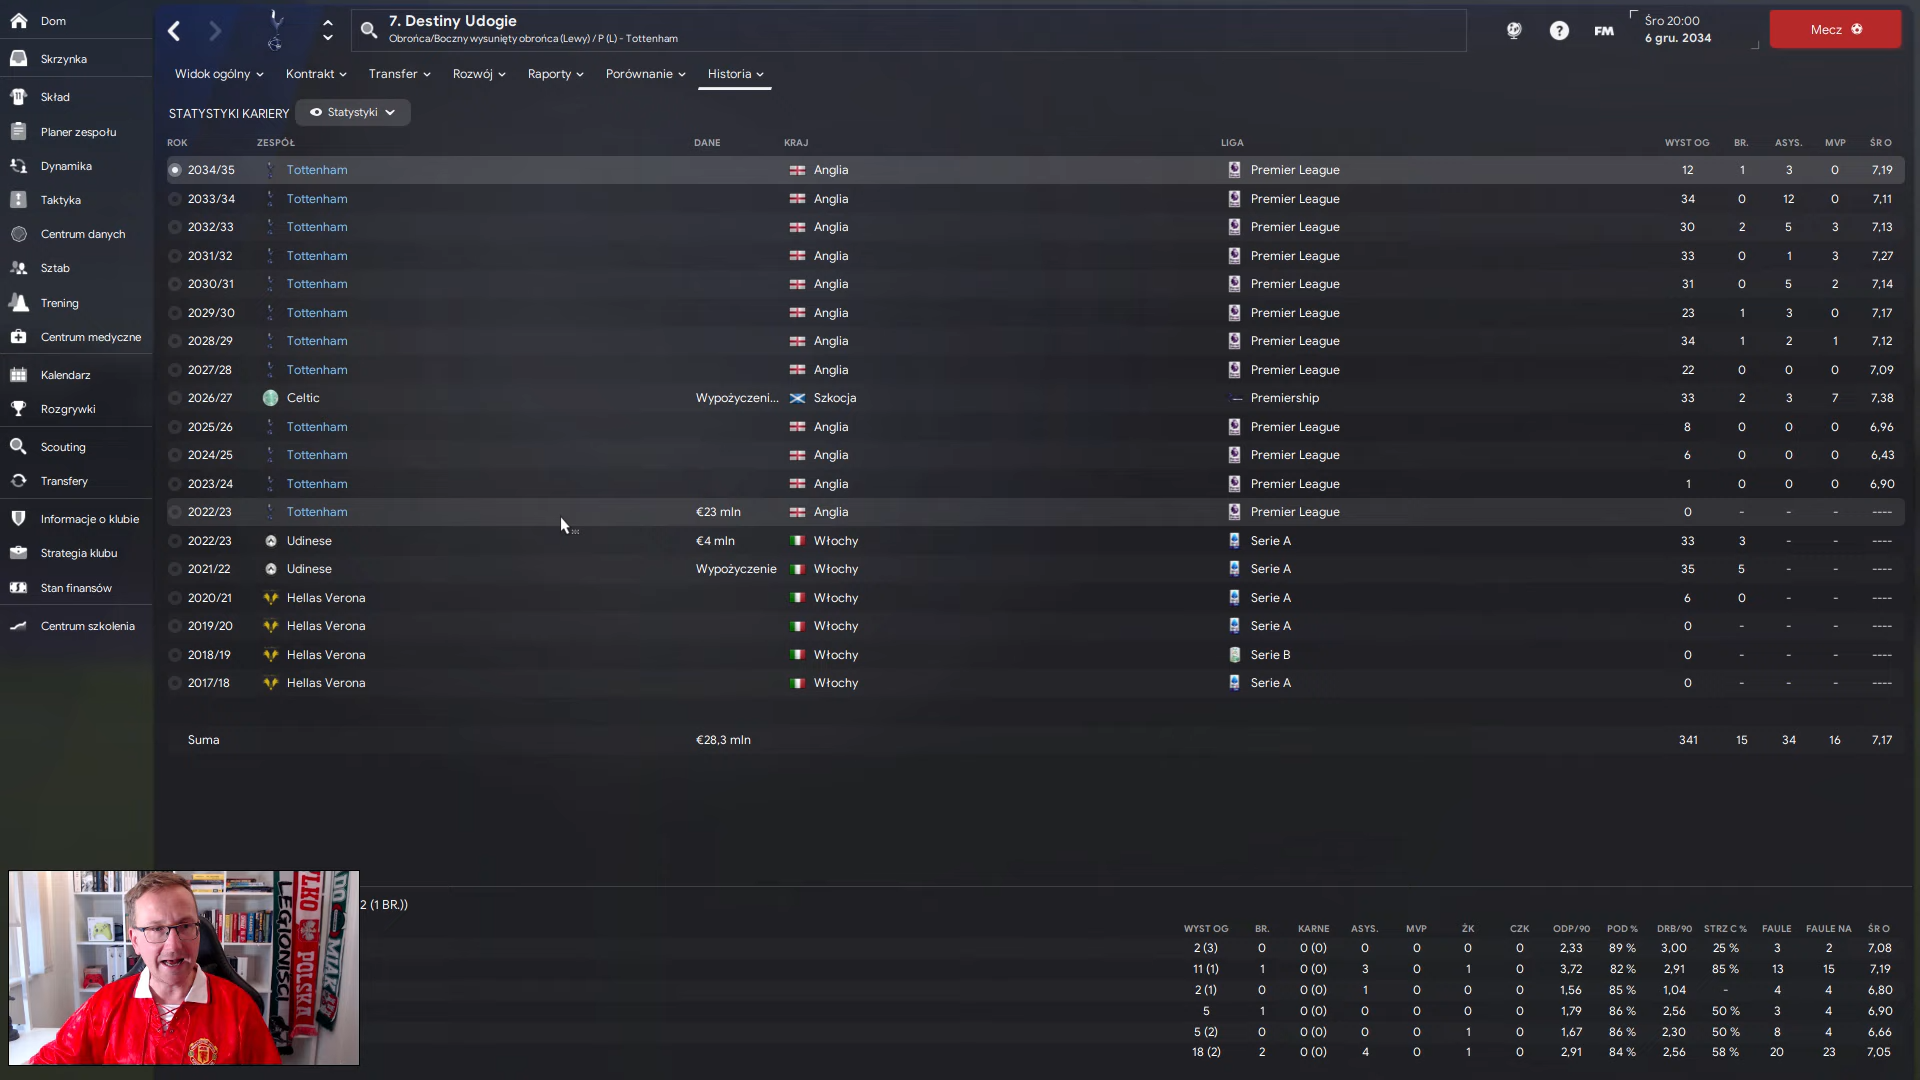 Dom
Skrzynka
Skład
Planer zespołu
Dynamika
Taktyka
Centrum danych
Sztab
Trening
Centrum medyczne
Kalendarz
Rozgrywki
Scouting
Transfery
Informacje o klubie
Strategia klubu
Stan finansów
Centrum szkolenia
7. Destiny Udogie
Obrońca/Boczny wysunięty obrońca (Lewy) / P (L) - Tottenham
FM
Śro 20:00
6 gru. 2034
Mecz
Widok ogólny Kontrakt Transfer Rozwój Raporty Porównanie Historia
STATYSTYKI KARIERY Statystyki
ROK ZESPÓŁ DANE KRAJ LIGA WYST OG BR. ASYS. MVP ŚR O
2034/35 Tottenham Anglia Premier League 12 1 3 0 7,19
2033/34 Tottenham Anglia Premier League 34 0 12 0 7,11
2032/33 Tottenham Anglia Premier League 30 2 5 3 7,13
2031/32 Tottenham Anglia Premier League 33 0 1 3 7,27
2030/31 Tottenham Anglia Premier League 31 0 5 2 7,14
2029/30 Tottenham Anglia Premier League 23 1 3 0 7,17
2028/29 Tottenham Anglia Premier League 34 1 2 1 7,12
2027/28 Tottenham Anglia Premier League 22 0 0 0 7,09
2026/27 Celtic Wypożyczeni... Szkocja Premiership 33 2 3 7 7,38
2025/26 Tottenham Anglia Premier League 8 0 0 0 6,96
2024/25 Tottenham Anglia Premier League 6 0 0 0 6,43
2023/24 Tottenham Anglia Premier League 1 0 0 0 6,90
2022/23 Tottenham €23 mln Anglia Premier League 0 - - - ----
2022/23 Udinese €4 mln Włochy Serie A 33 3 - - ----
2021/22 Udinese Wypożyczenie Włochy Serie A 35 5 - - ----
2020/21 Hellas Verona Włochy Serie A 6 0 - - ----
2019/20 Hellas Verona Włochy Serie A 0 - - - ----
2018/19 Hellas Verona Włochy Serie B 0 - - - ----
2017/18 Hellas Verona Włochy Serie A 0 - - - ----
Suma €28,3 mln 341 15 34 16 7,17
2 (1 BR.))
WYST OG BR. KARNE ASYS. MVP ŻK CZK ODP/90 POD % DRB/90 STRZ C % FAULE FAULE NA ŚR O
2 (3) 0 0 (0) 0 0 0 0 2,33 89 % 3,00 25 % 3 2 7,08
11 (1) 1 0 (0) 3 0 1 0 3,72 82 % 2,91 85 % 13 15 7,19
2 (1) 0 0 (0) 1 0 0 0 1,56 85 % 1,04 - 4 4 6,80
5 1 0 (0) 0 0 0 0 1,79 86 % 2,56 50 % 3 4 6,90
5 (2) 0 0 (0) 0 0 1 0 1,67 86 % 2,30 50 % 8 4 6,66
18 (2) 2 0 (0) 4 0 1 0 2,91 84 % 2,56 58 % 20 23 7,05
LEGIONIŚCI
YLKO
POLSKA